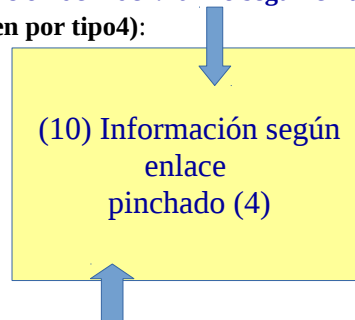 en por tipo4):
(10) Información según
enlace
pinchado (4)